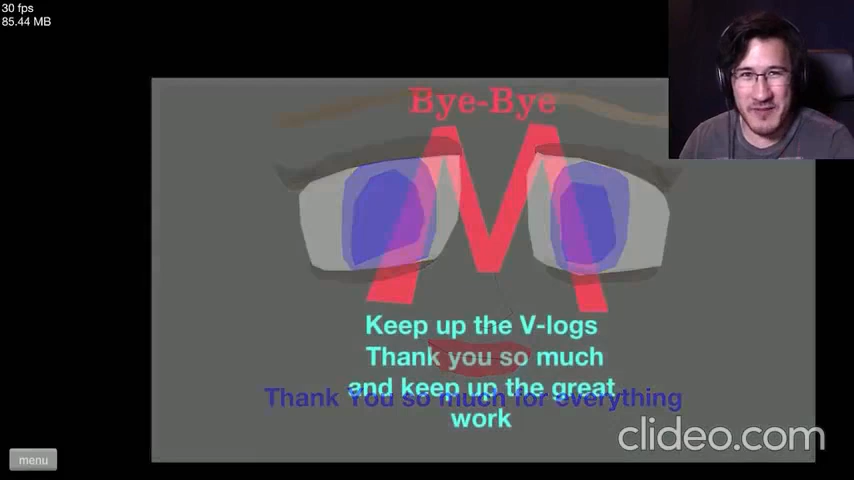 30 fps
85.44 MB
Bye-Bye
M
Keep up the V-logs
Thank you so much
and keep up the great
Thank You so much for everything
work
clideo.com
menu